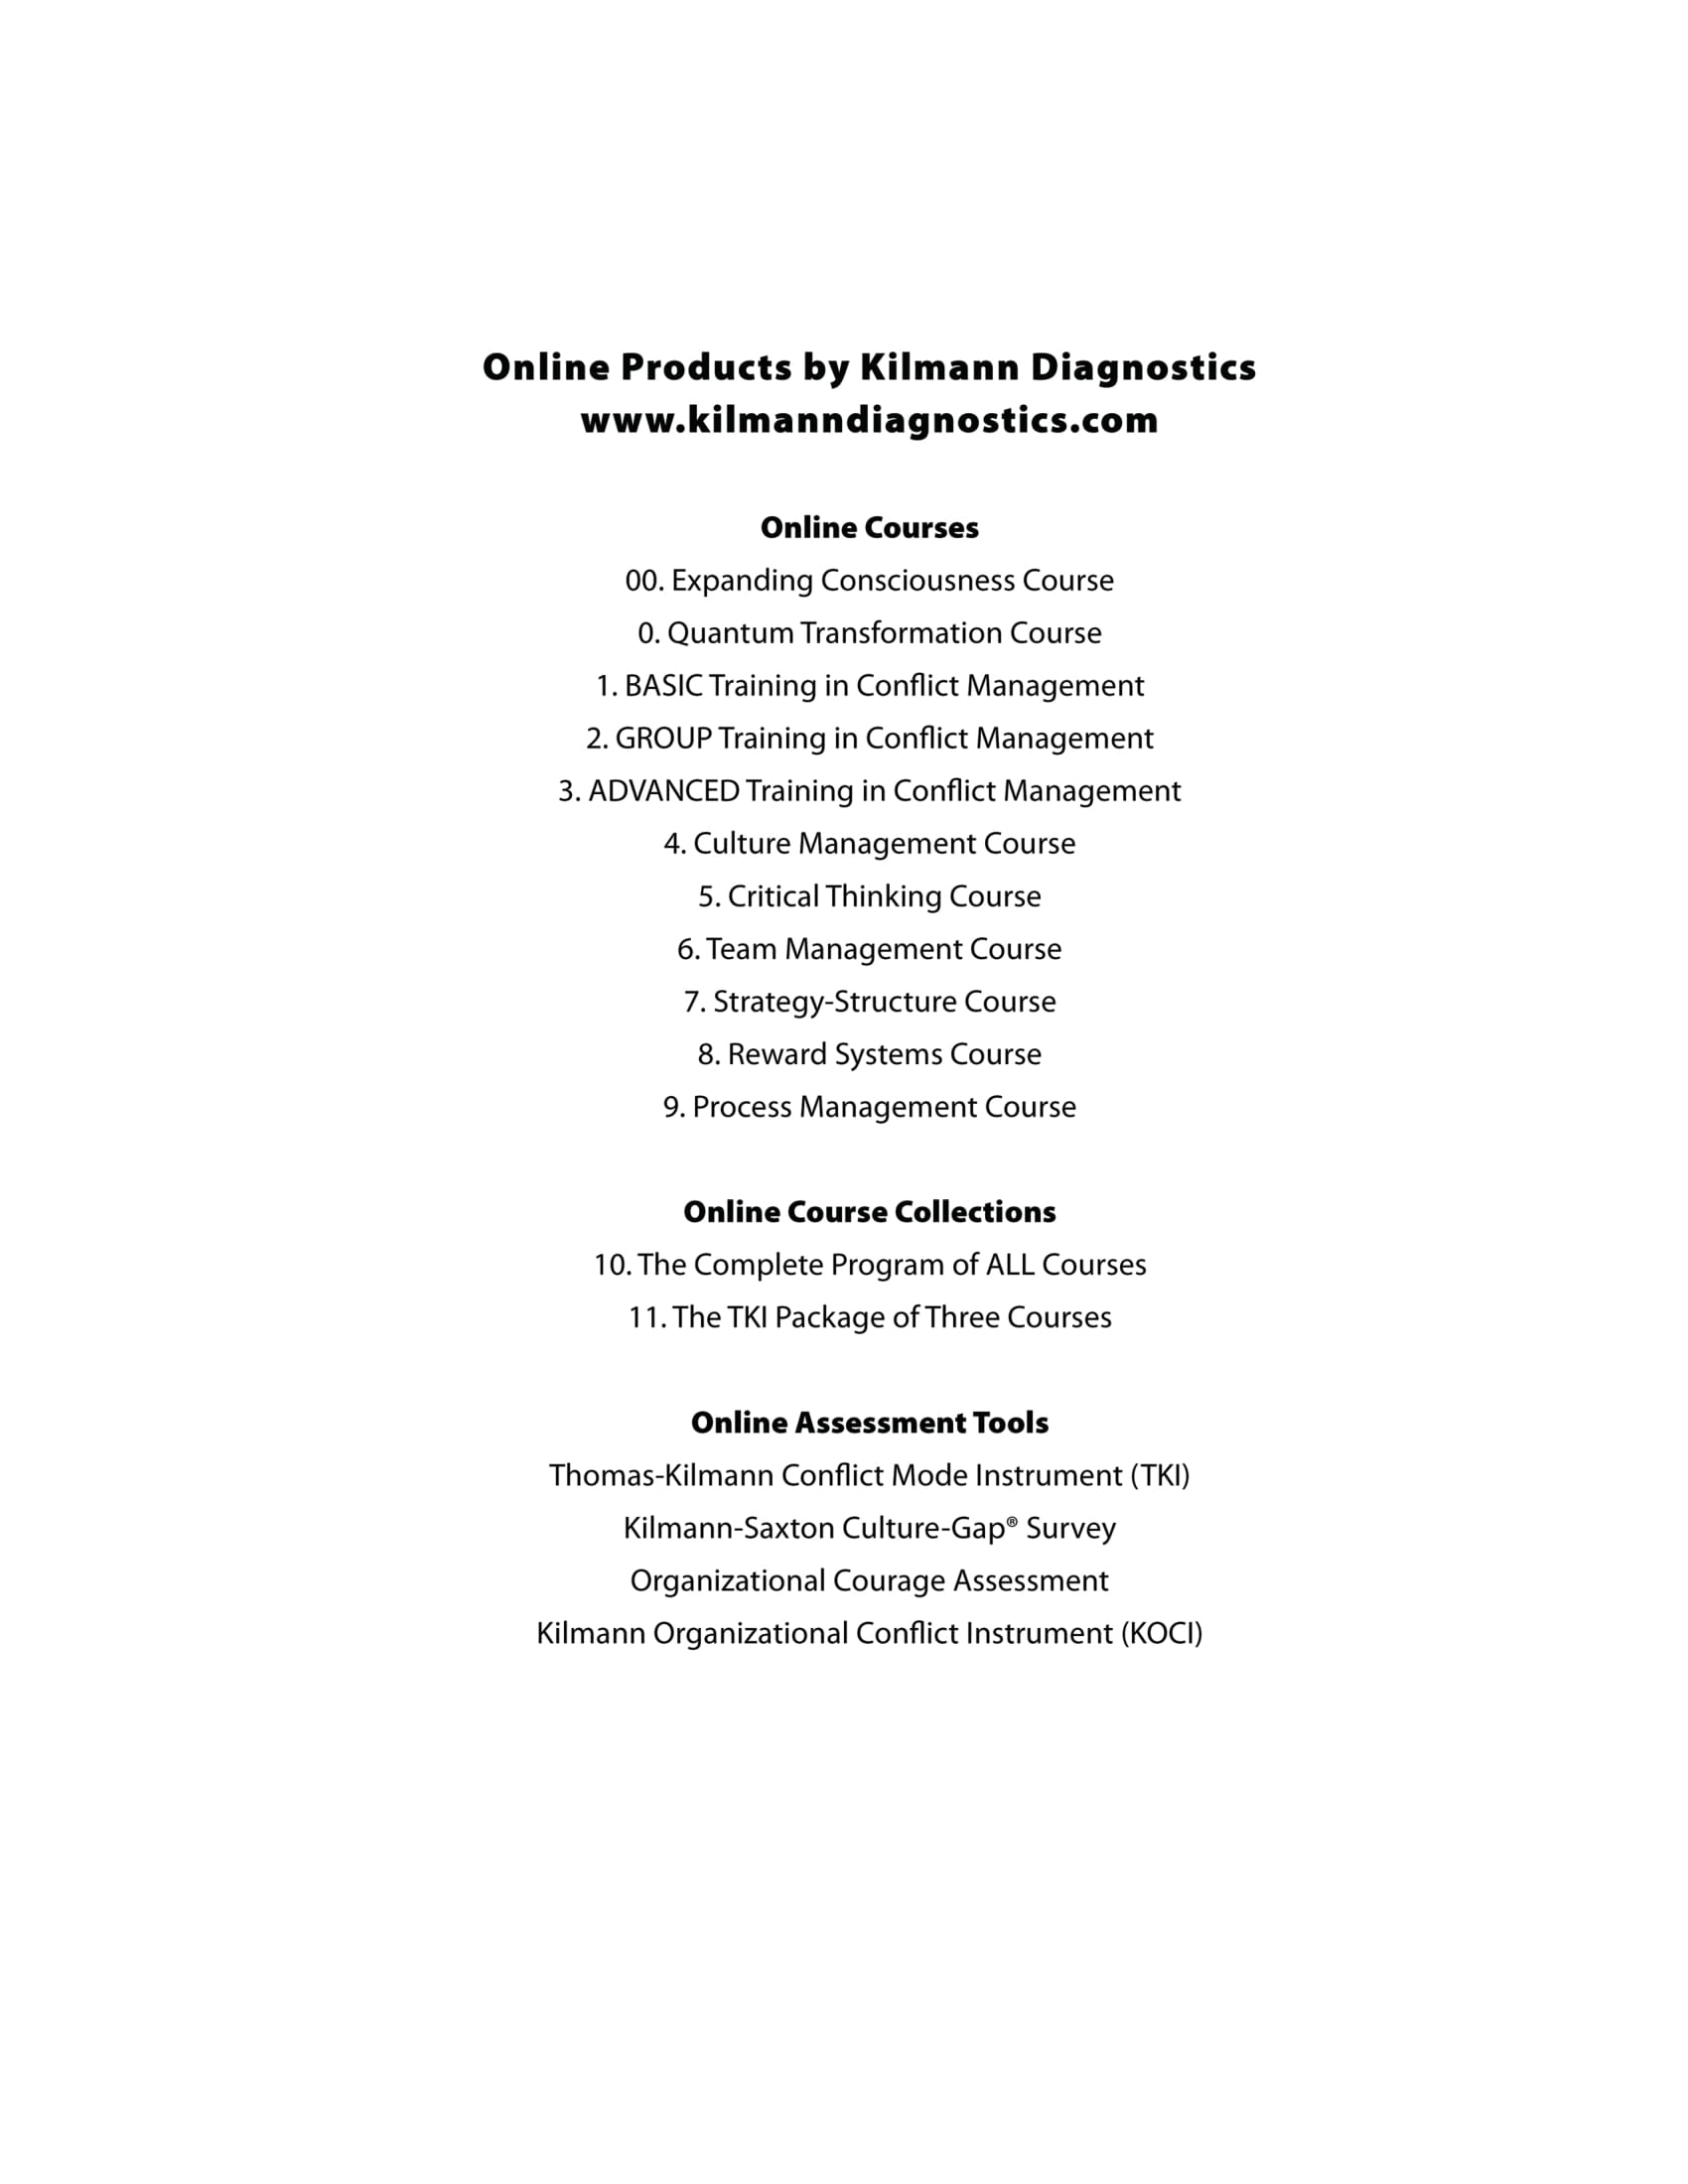 Online Products by Kilmann Diagnostics
www.kilmanndiagnostics.com
Online Courses
00. Expanding Consciousness Course
0. Quantum Transformation Course
1. BASIC Training in Conflict Management
2. GROUP Training in Conflict Management
3. ADVANCED Training in Conflict Management
4. Culture Management Course
5. Critical Thinking Course
6. Team Management Course
7. Strategy-Structure Course
8. Reward Systems Course
9. Process Management Course
Online Course Collections
10. The Complete Program of ALL Courses
11. The TKI Package of Three Courses
Online Assessment Tools
Thomas-Kilmann Conflict Mode Instrument (TKI)
Kilmann-Saxton Culture-Gap® Survey
Organizational Courage Assessment
Kilmann Organizational Conflict Instrument (KOCI)